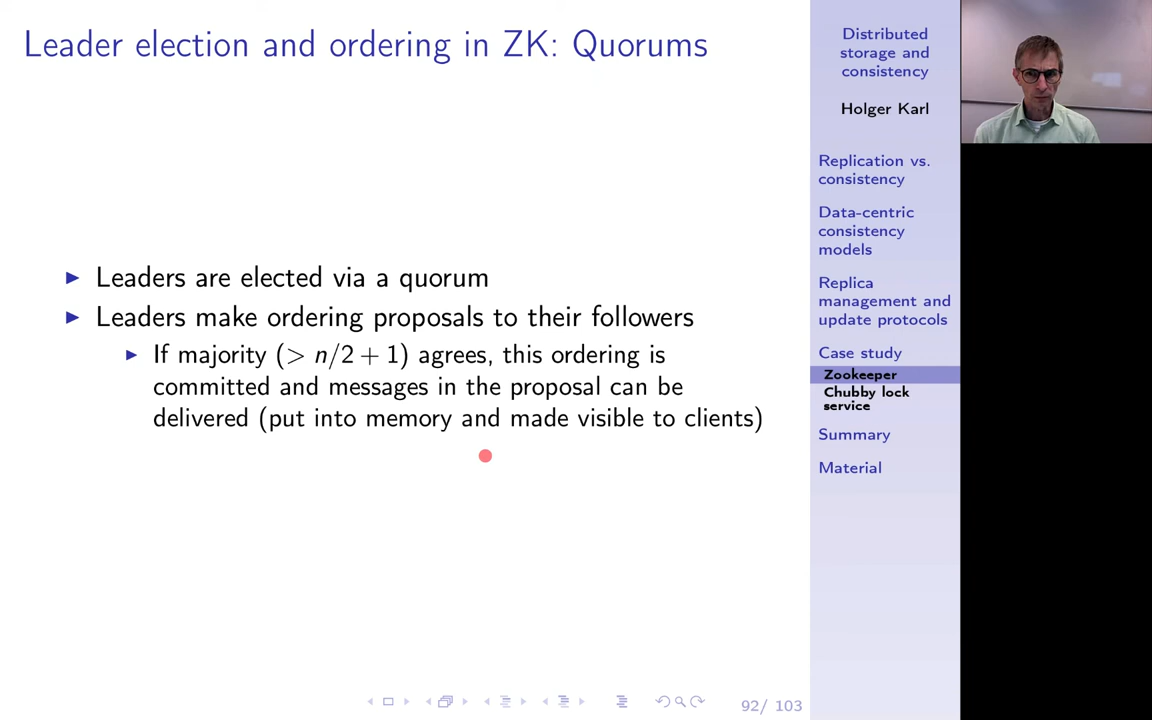 Leader election and ordering in ZK: Quorums
▶ Leaders are elected via a quorum
▶ Leaders make ordering proposals to their followers
▶ If majority (> n/2 + 1) agrees, this ordering is
committed and messages in the proposal can be
delivered (put into memory and made visible to clients)
Distributed
storage and
consistency
Holger Karl
Replication vs.
consistency
Data-centric
consistency
models
Replica
management and
update protocols
Case study
Zookeeper
Chubby lock
service
Summary
Material
92/ 103